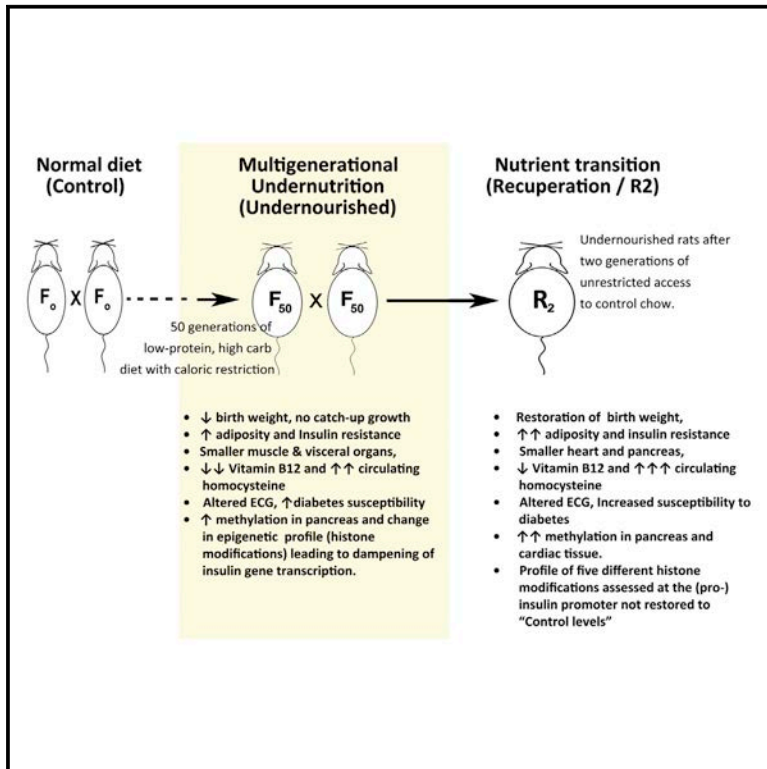 Normal diet
(Control)
Multigenerational
Undernutrition
(Undernourished)
Nutrient transition
(Recuperation / R2)
Fo X Fo
F50 X F50
R2
Undernourished rats after
two generations of
unrestricted access
to control chow.
50 generations of
low-protein, high carb
diet with caloric restriction
• ↓ birth weight, no catch-up growth
• ↑ adiposity and Insulin resistance
• Smaller muscle & visceral organs,
• ↓↓ Vitamin B12 and ↑↑ circulating
homocysteine
• Altered ECG, ↑diabetes susceptibility
• ↑ methylation in pancreas and change
in epigenetic profile (histone
modifications) leading to dampening of
insulin gene transcription.
• Restoration of birth weight,
• ↑↑ adiposity and insulin resistance
• Smaller heart and pancreas,
• ↓ Vitamin B12 and ↑↑↑ circulating
homocysteine
• Altered ECG, Increased susceptibility to
diabetes
• ↑↑ methylation in pancreas and
cardiac tissue.
• Profile of five different histone
modifications assessed at the (pro-)
insulin promoter not restored to
“Control levels”